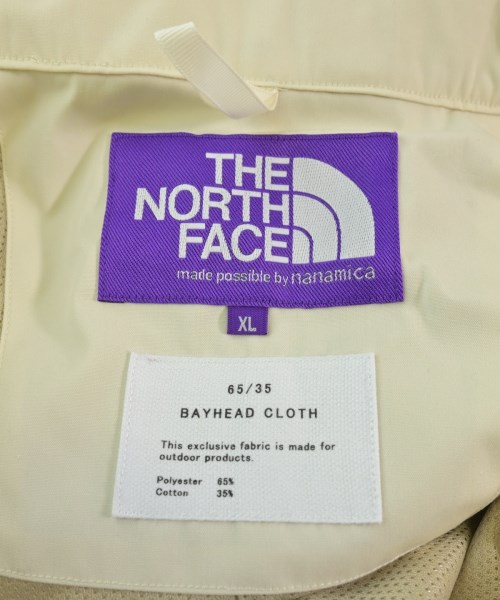 THE
NORTH
FACE
made possible by nanamica
XL
65/35
BAYHEAD CLOTH
This exclusive fabric is made for
outdoor products.
Polyester 65%
Cotton 35%